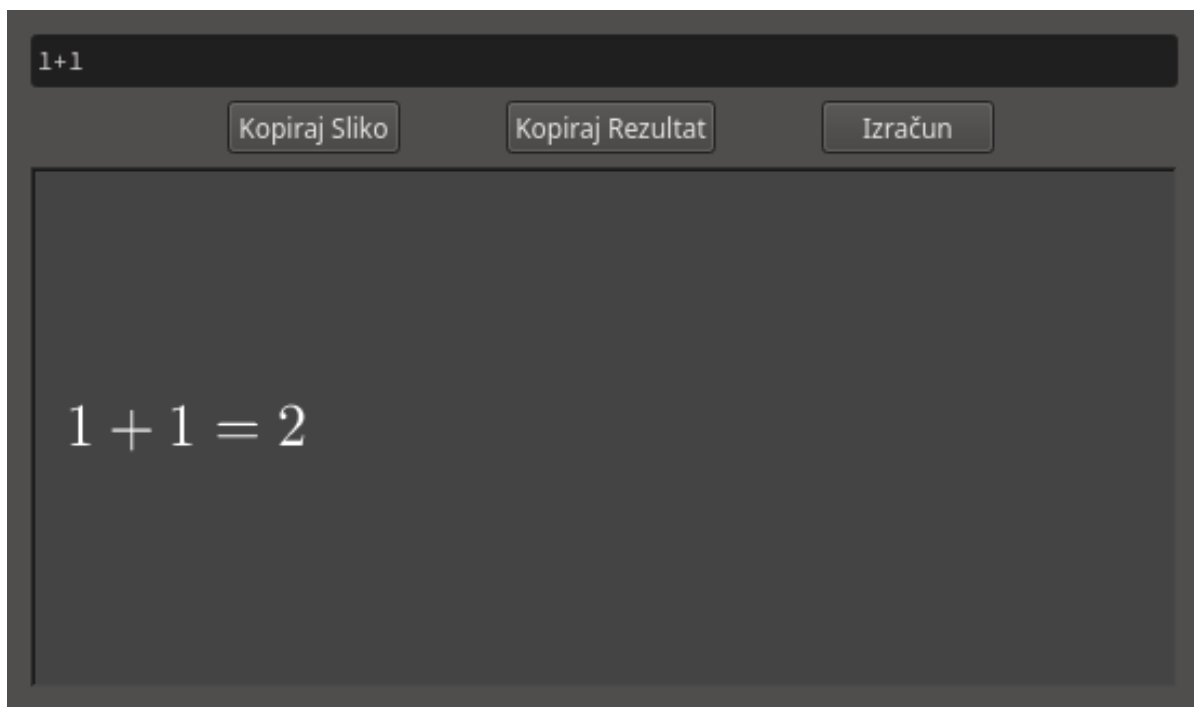 1+1
Kopiraj Sliko Kopiraj Rezultat Izračun
1 + 1 = 2